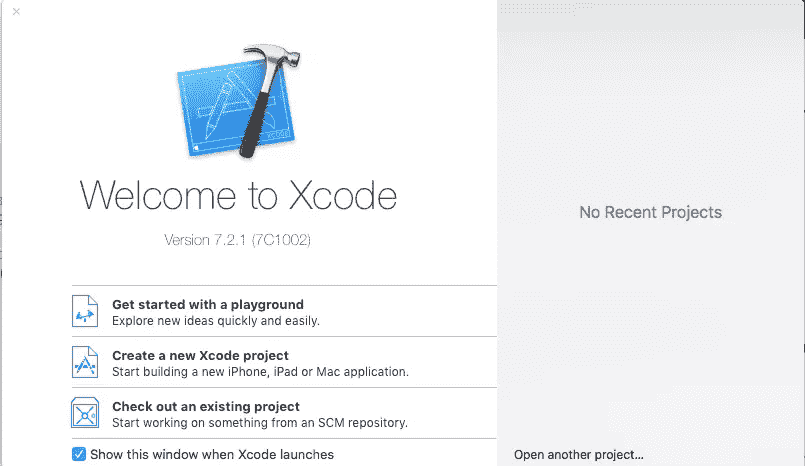 Welcome to Xcode
Version 7.2.1 (7C1002)
Get started with a playground
Explore new ideas quickly and easily.
Create a new Xcode project
Start building a new iPhone, iPad or Mac application.
Check out an existing project
Start working on something from an SCM repository.
Show this window when Xcode launches
No Recent Projects
Open another project...